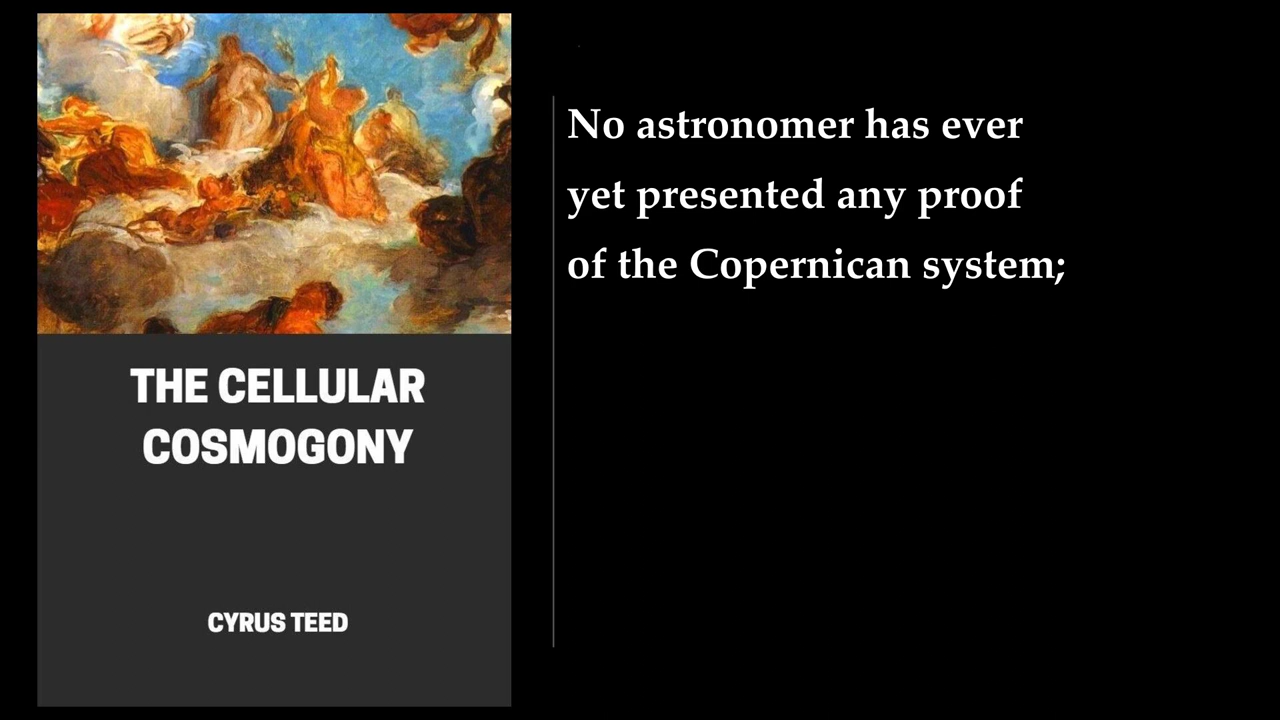 THE CELLULAR
COSMOGONY
CYRUS TEED
No astronomer has ever
yet presented any proof
of the Copernican system;